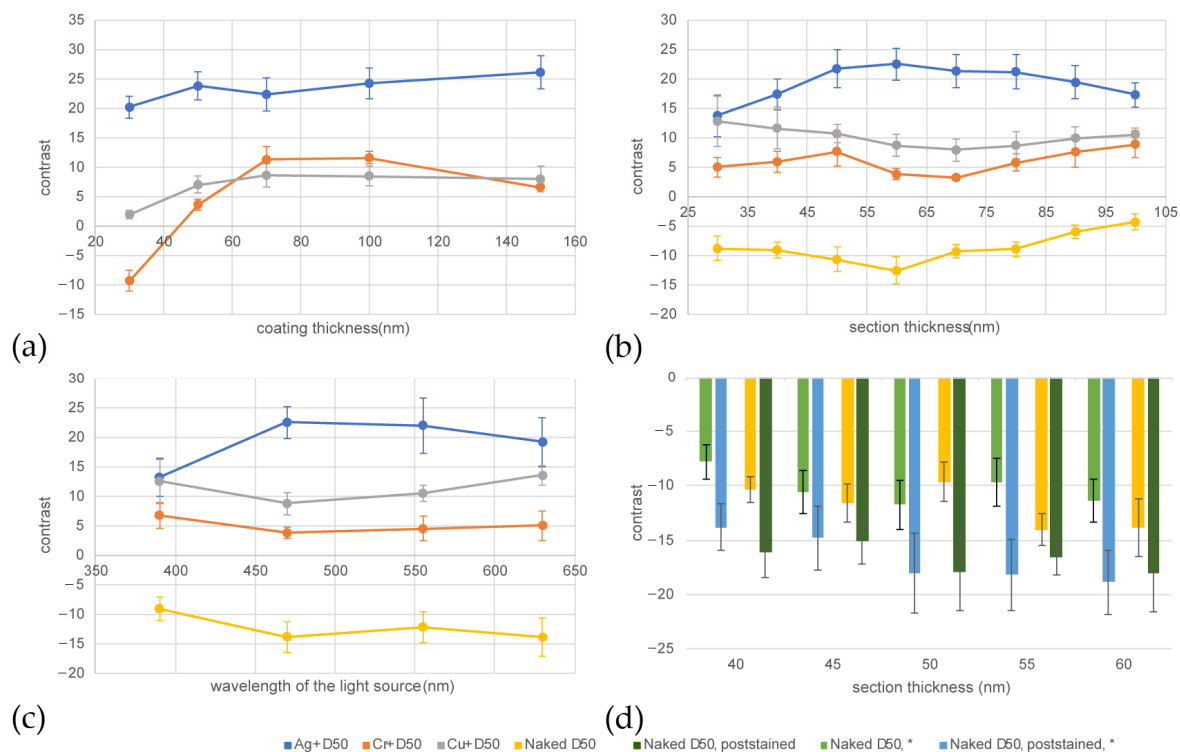 35
30
25
20
15
10
5
0
−5
−10
−15
20 40 60 80 100 120 140 160
contrast
coating thickness(nm)
(a)
30
25
20
15
10
5
0
−5
−10
−15
−20
25 35 45 55 65 75 85 95 105
contrast
section thickness(nm)
(b)
30
25
20
15
10
5
0
−5
−10
−15
−20
350 400 450 500 550 600 650
contrast
wavelength of the light source(nm)
(c)
0
−5
−10
−15
−20
−25
40 45 50 55 60
contrast
section thickness (nm)
(d)
Ag+D50 Cr+D50 Cu+D50 Naked D50 Naked D50, poststained Naked D50, * Naked D50, poststained, *